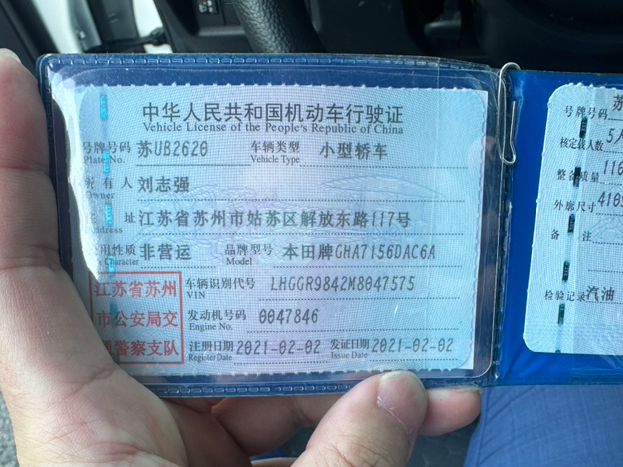 中华人民共和国机动车行驶证
Vehicle License of the People's Republic of China
号牌号码 苏UB2620 车辆类型 小型轿车
Plate No. Vehicle Type
所有人 刘志强
Owner
址 江苏省苏州市姑苏区解放东路117号
Address
用性质 非营运 品牌型号 本田牌GHA7156DAC6A
Character Model
江苏省苏州
市公安局交
警察支队
车辆识别代号 LHGGR9842M8047575
VIN
发动机号码 0047846
Engine No.
注册日期 2021-02-02 发证日期 2021-02-02
Register Date Issue Date
号牌号码 苏
核定载人数 5人
整备质量 116
外廓尺寸 410
备 注
检验记录 汽油